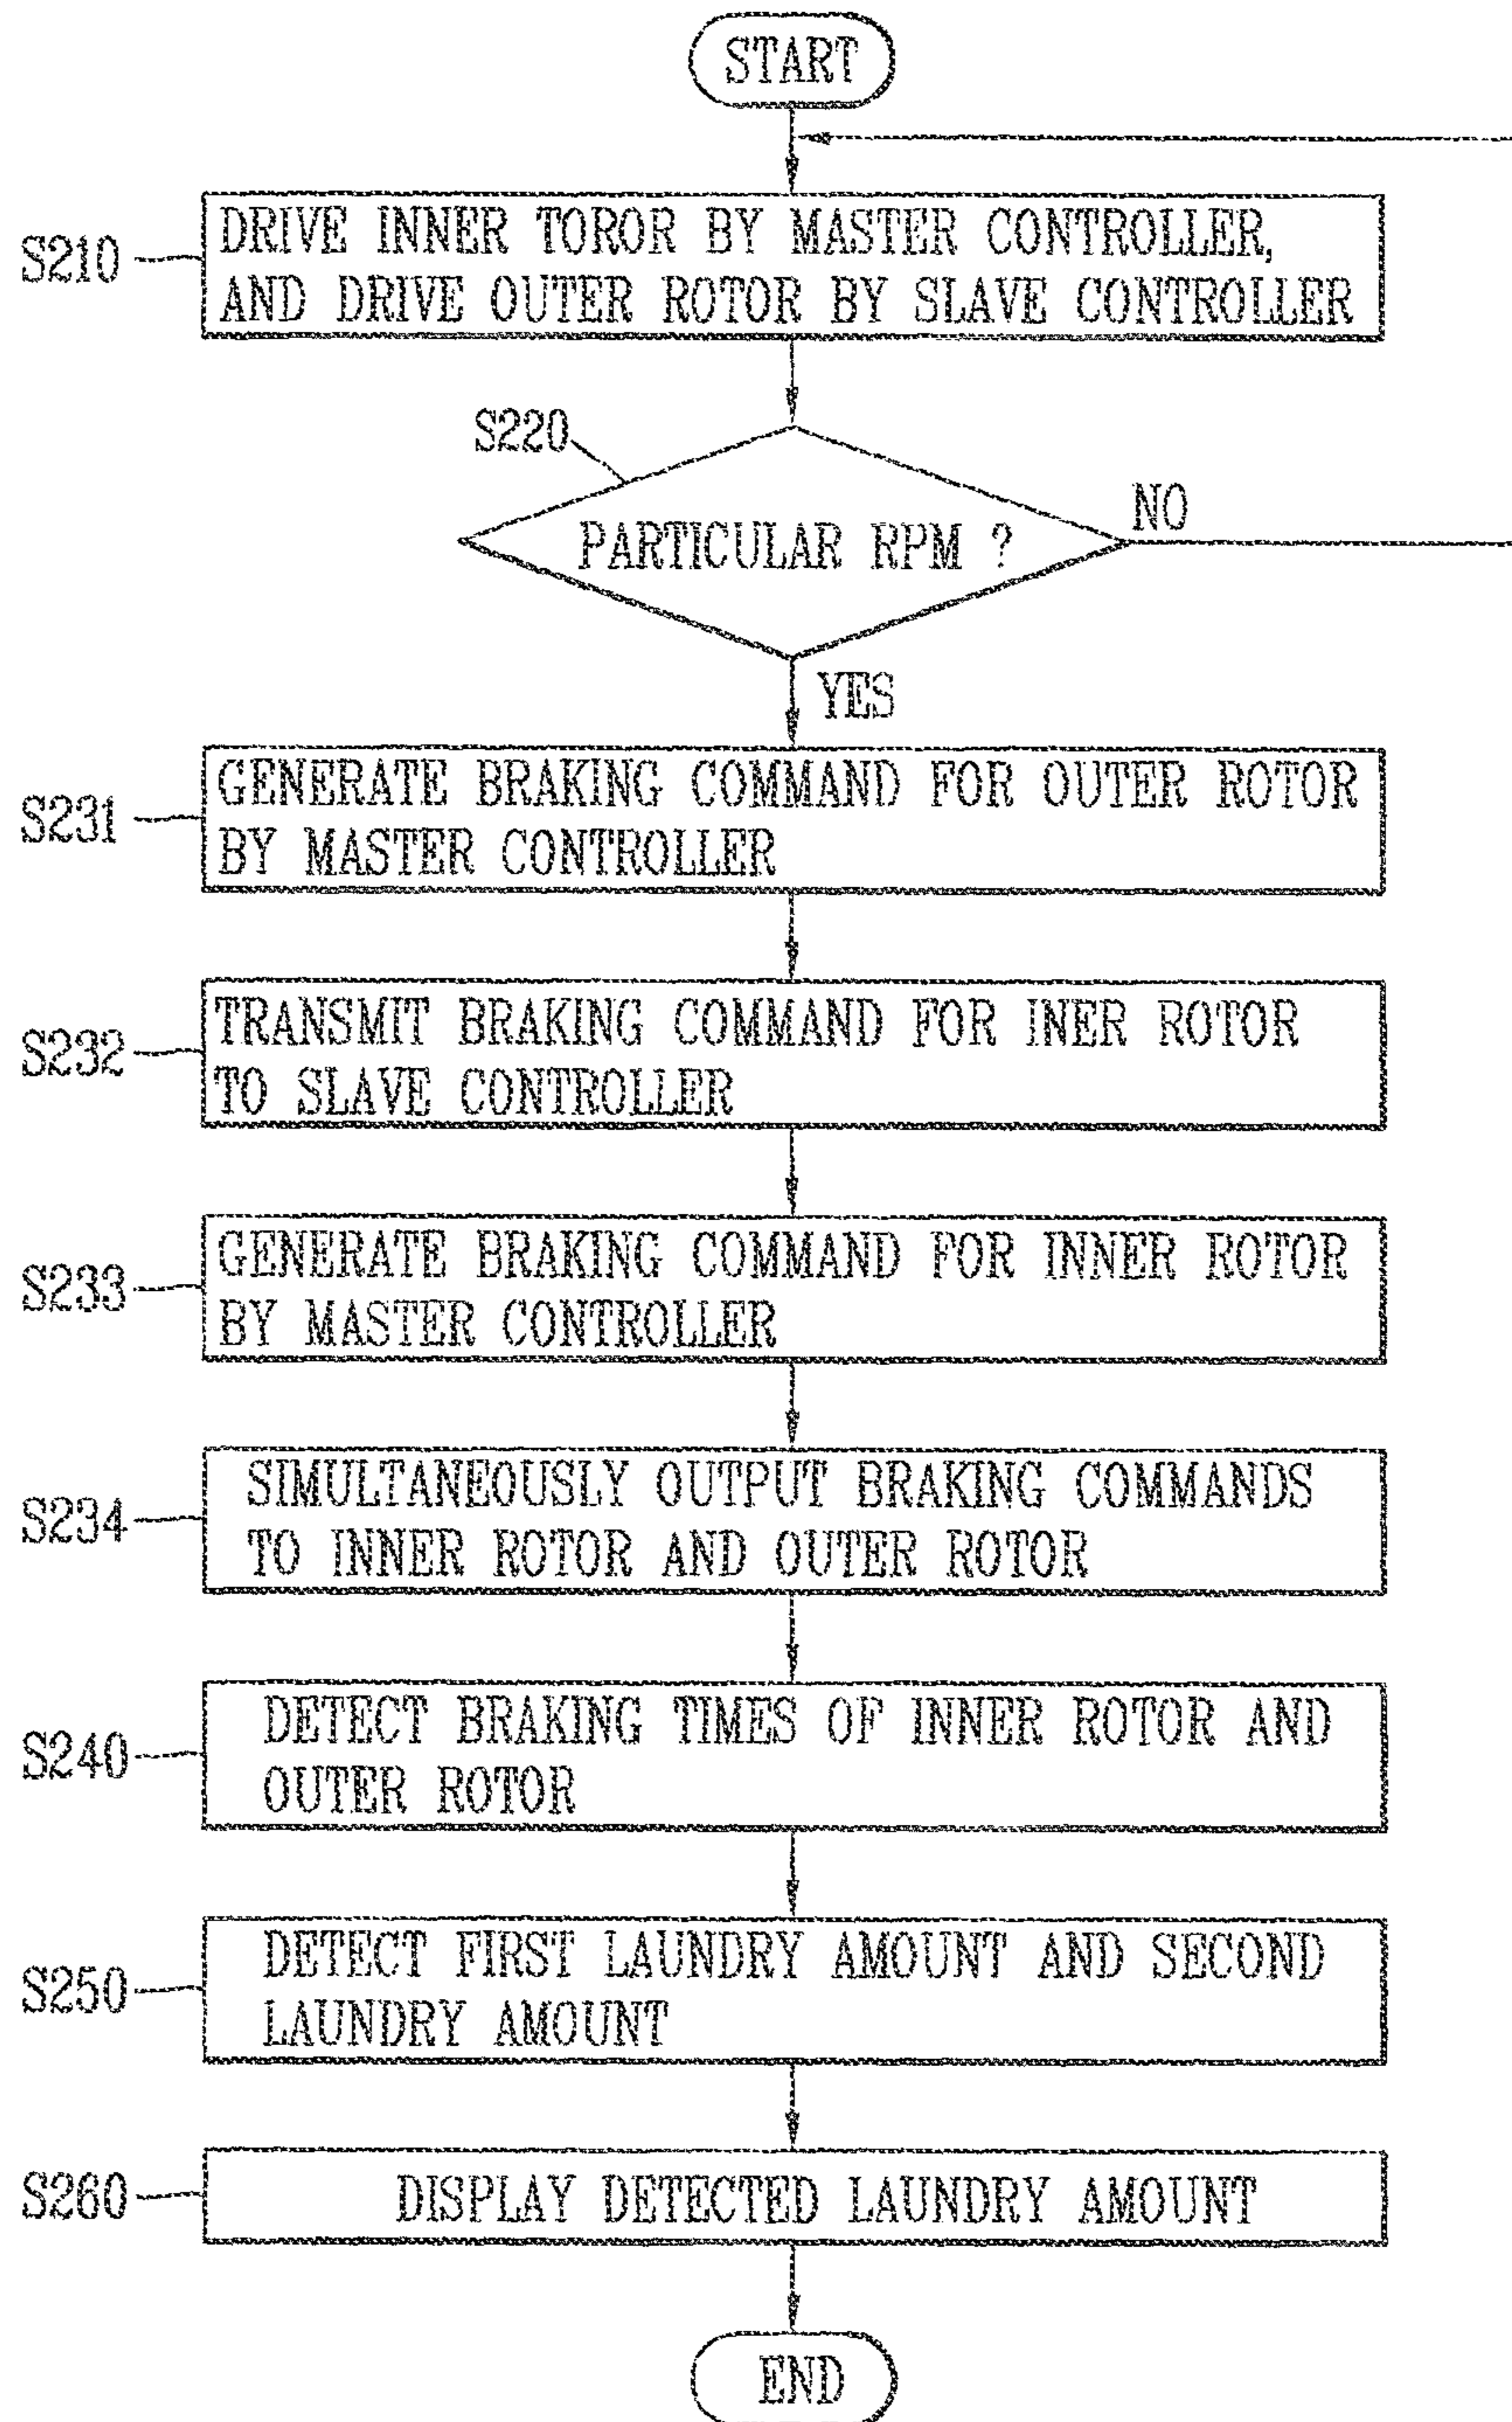 START
S210
DRIVE INNER TOROR BY MASTER CONTROLLER,
AND DRIVE OUTER ROTOR BY SLAVE CONTROLLER
S220
PARTICULAR RPM ?
NO
YES
S231
GENERATE BRAKING COMMAND FOR OUTER ROTOR
BY MASTER CONTROLLER
S232
TRANSMIT BRAKING COMMAND FOR INER ROTOR
TO SLAVE CONTROLLER
S233
GENERATE BRAKING COMMAND FOR INNER ROTOR
BY MASTER CONTROLLER
S234
SIMULTANEOUSLY OUTPUT BRAKING COMMANDS
TO INNER ROTOR AND OUTER ROTOR
S240
DETECT BRAKING TIMES OF INNER ROTOR AND
OUTER ROTOR
S250
DETECT FIRST LAUNDRY AMOUNT AND SECOND
LAUNDRY AMOUNT
S260
DISPLAY DETECTED LAUNDRY AMOUNT
END